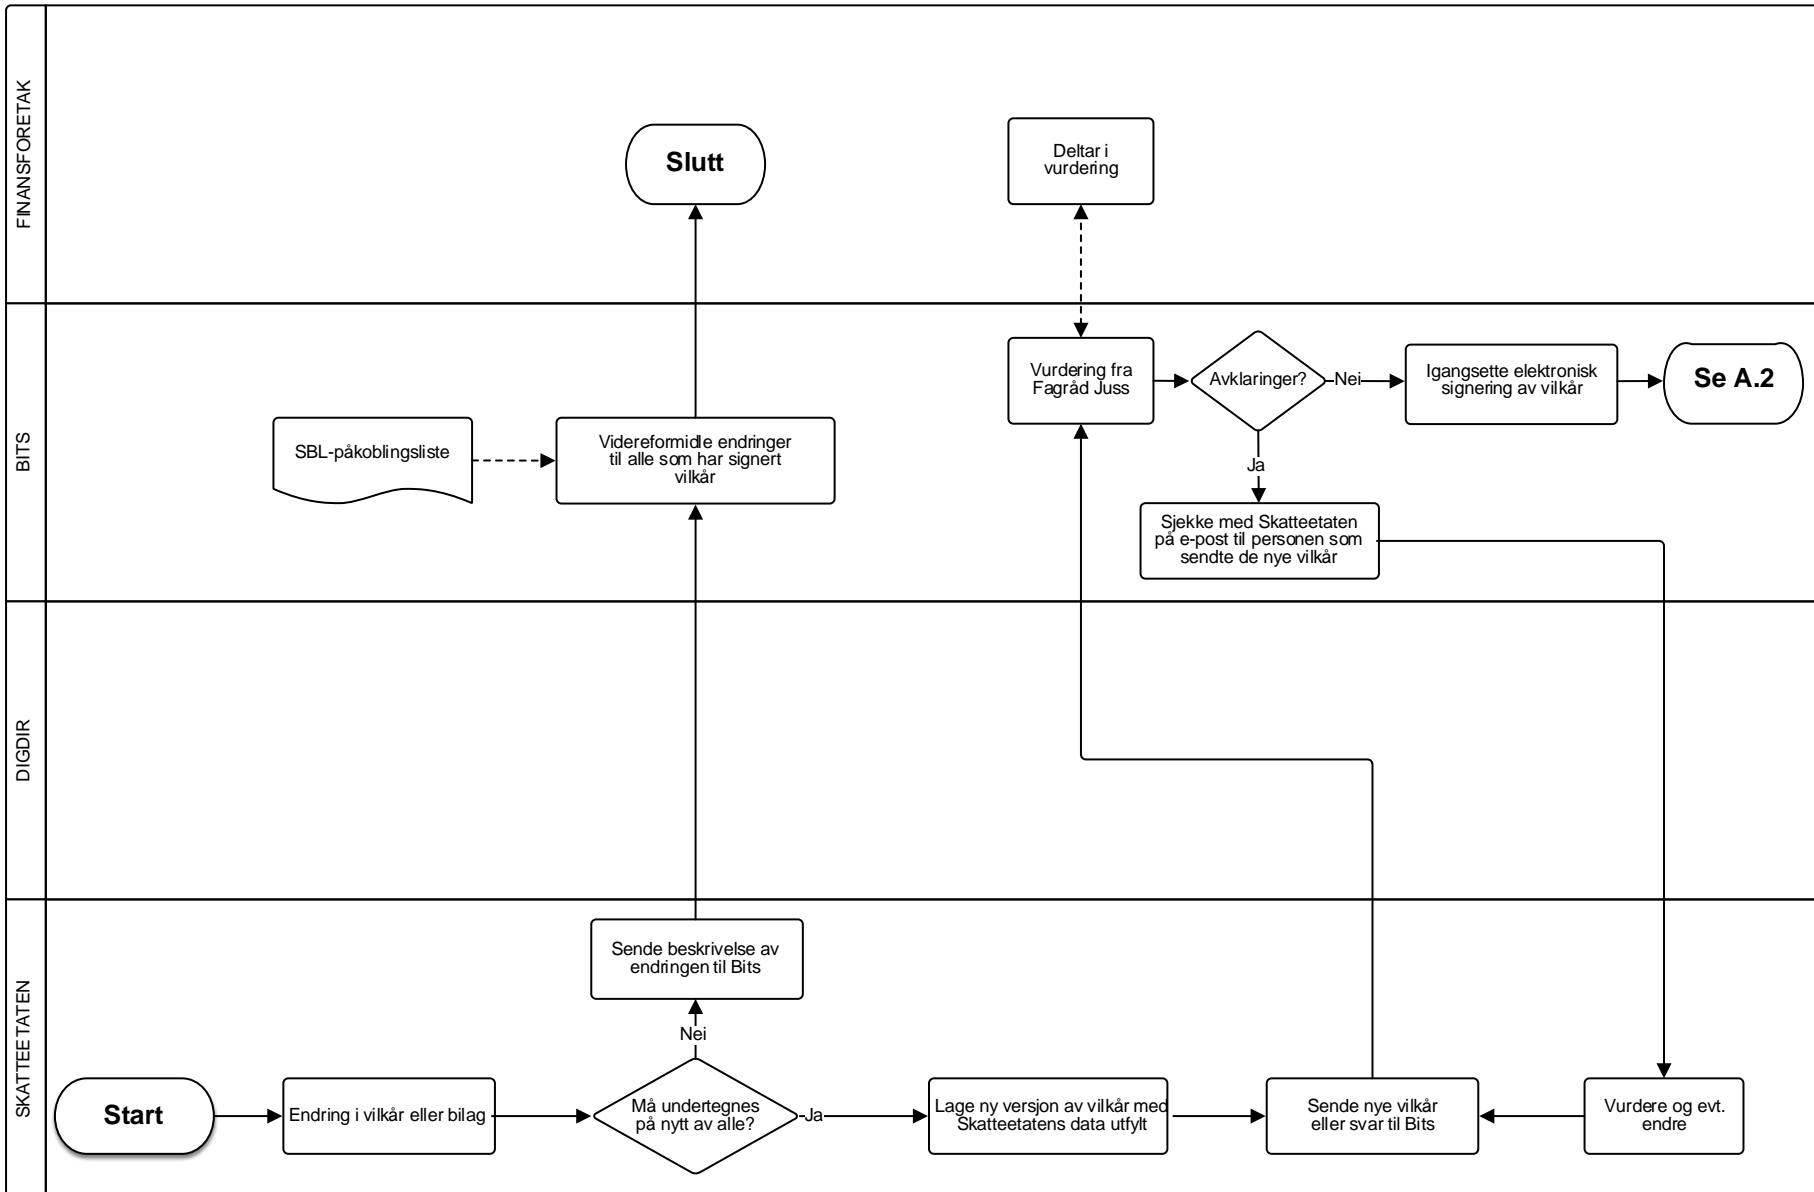 FINANSFORETAK
Slutt
Deltar i
vurdering
BITS
SBL-påkoblingsliste
Videreformidle endringer
til alle som har signert
vilkår
Vurdering fra
Fagråd Juss
Avklaringer?
Nei
Igangsette elektronisk
signering av vilkår
Se A.2
Ja
Sjekke med Skatteetaten
på e-post til personen som
sendte de nye vilkår
DIGDIR
SKATTEETATEN
Sende beskrivelse av
endringen til Bits
Nei
Start
Endring i vilkår eller bilag
Må undertegnes
på nytt av alle?
Ja
Lage ny versjon av vilkår med
Skatteetatens data utfylt
Sende nye vilkår
eller svar til Bits
Vurdere og evt.
endre